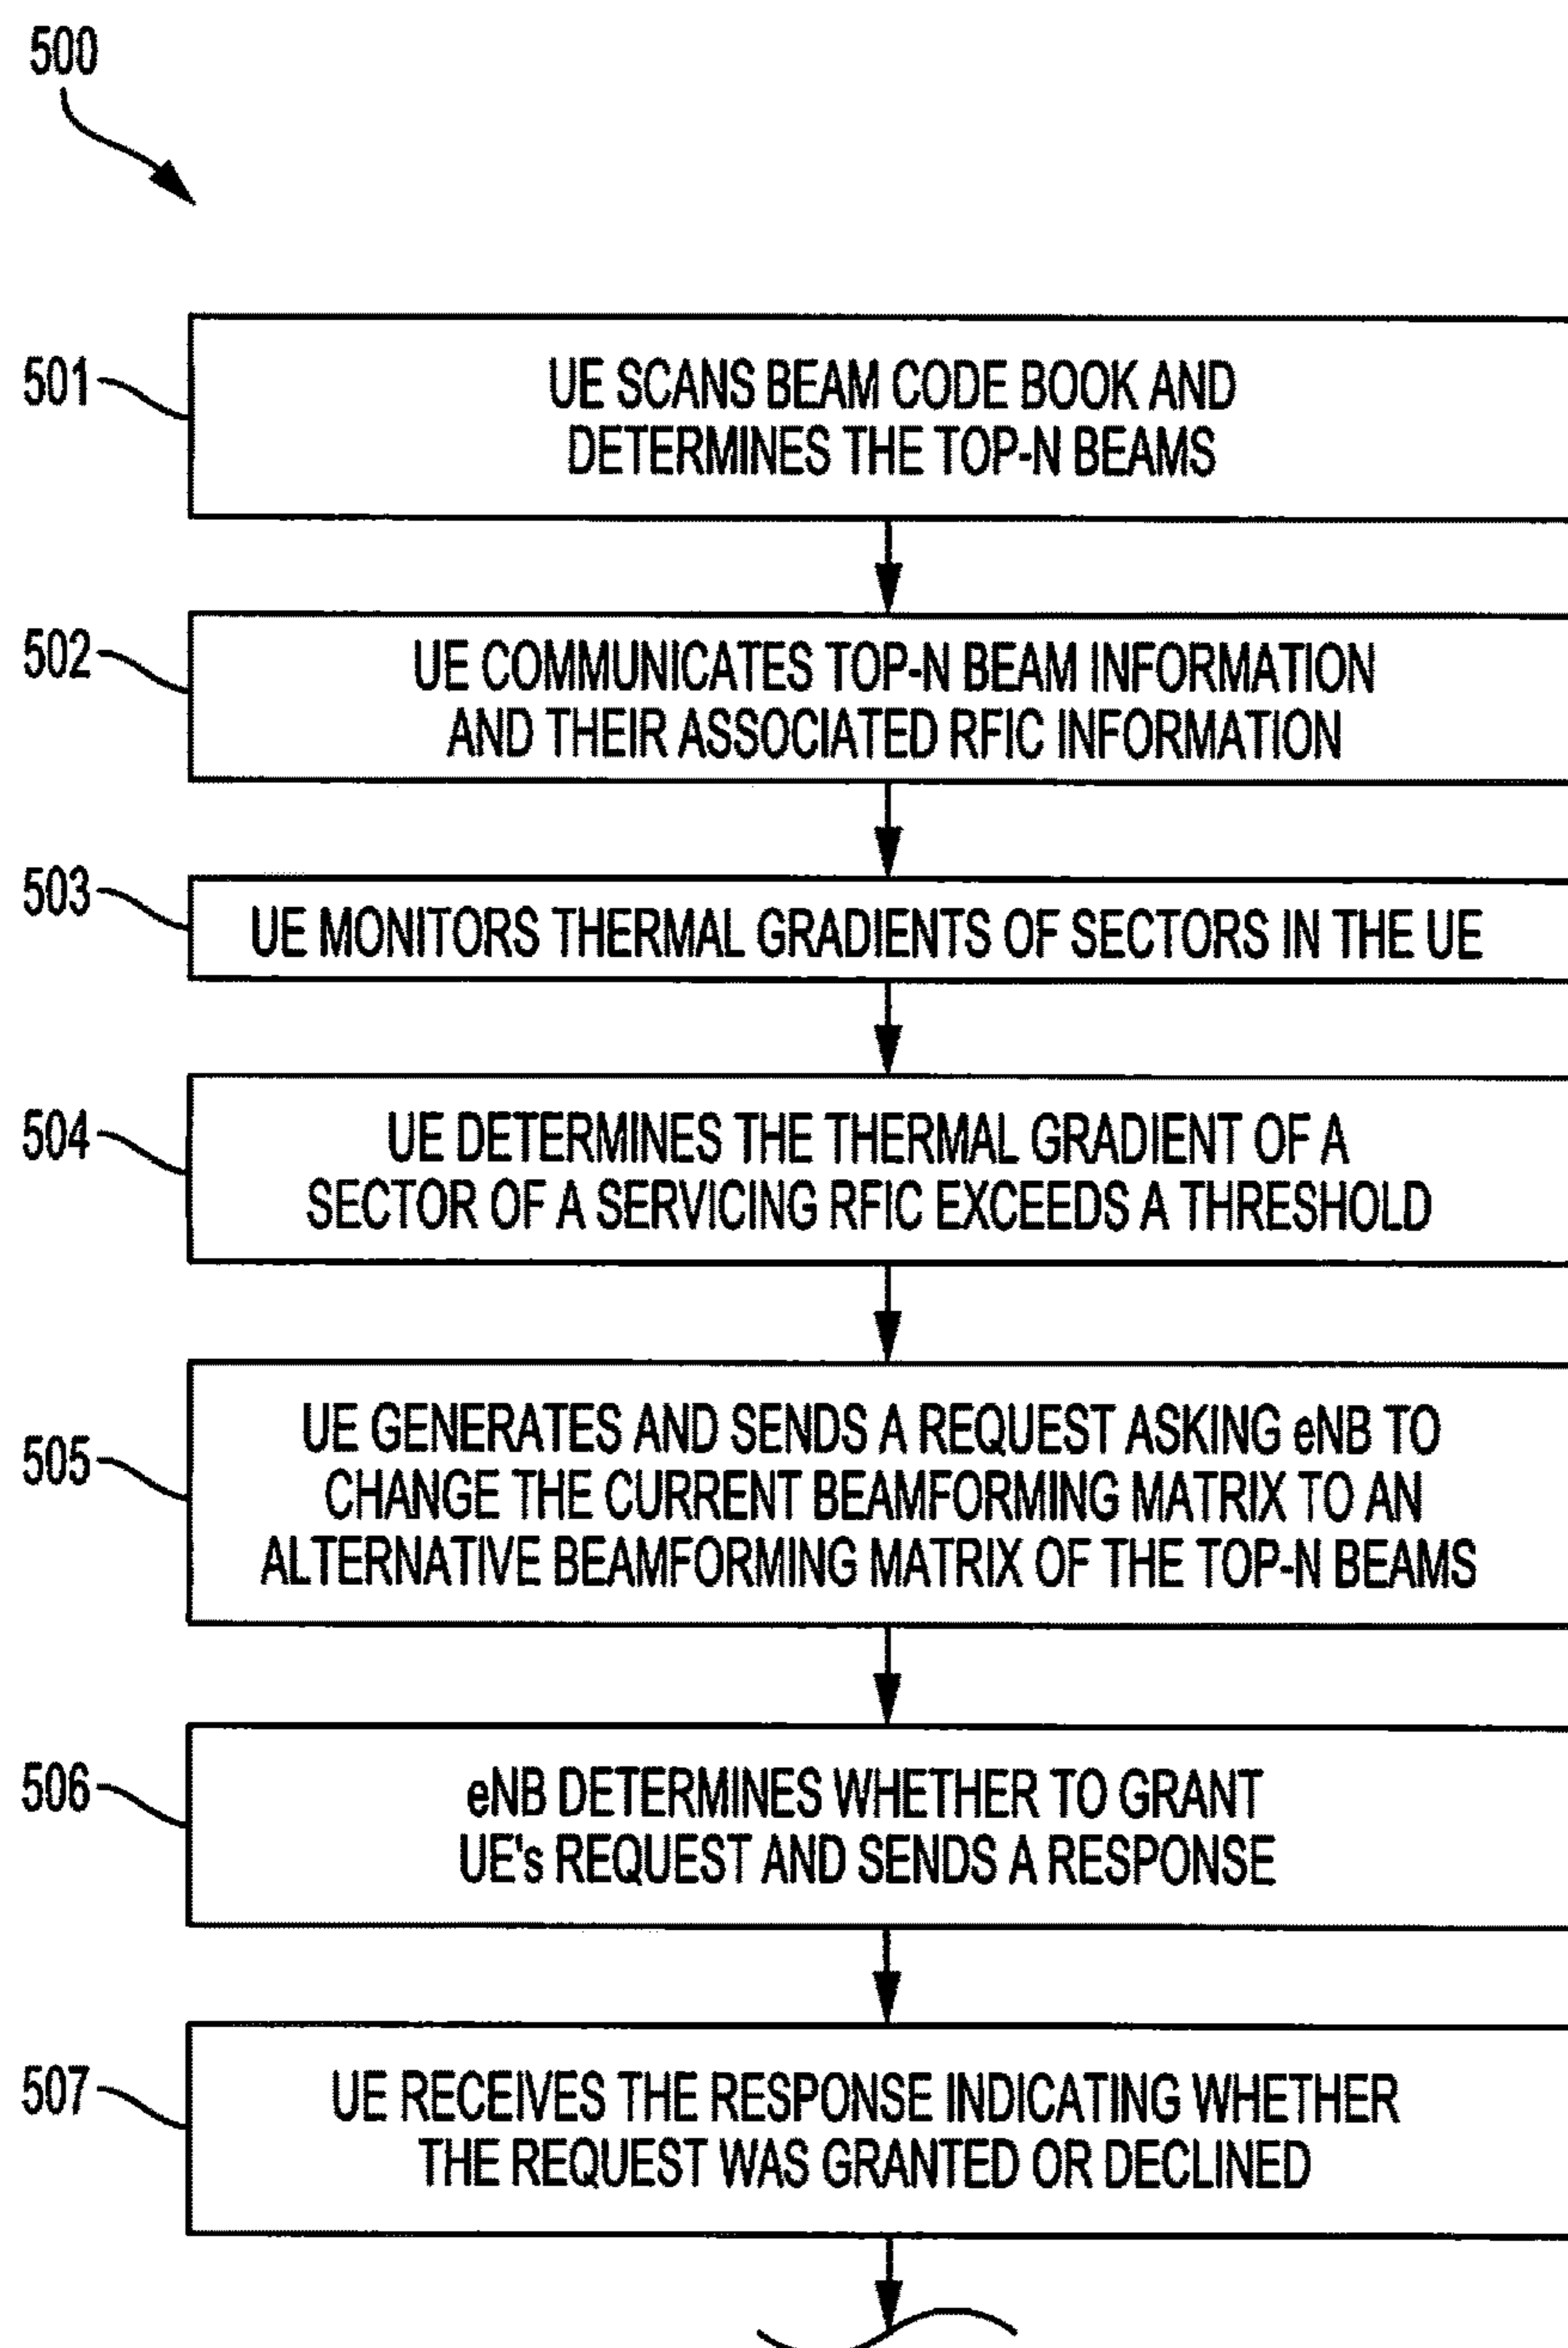 500
501
UE SCANS BEAM CODE BOOK AND
DETERMINES THE TOP-N BEAMS
502
UE COMMUNICATES TOP-N BEAM INFORMATION
AND THEIR ASSOCIATED RFIC INFORMATION
503
UE MONITORS THERMAL GRADIENTS OF SECTORS IN THE UE
504
UE DETERMINES THE THERMAL GRADIENT OF A
SECTOR OF A SERVICING RFIC EXCEEDS A THRESHOLD
505
UE GENERATES AND SENDS A REQUEST ASKING eNB TO
CHANGE THE CURRENT BEAMFORMING MATRIX TO AN
ALTERNATIVE BEAMFORMING MATRIX OF THE TOP-N BEAMS
506
eNB DETERMINES WHETHER TO GRANT
UE's REQUEST AND SENDS A RESPONSE
507
UE RECEIVES THE RESPONSE INDICATING WHETHER
THE REQUEST WAS GRANTED OR DECLINED